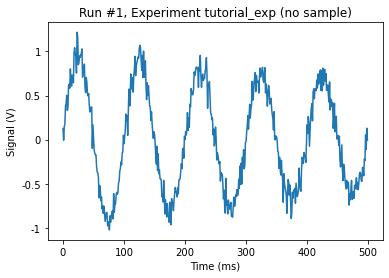 Run #1, Experiment tutorial_exp (no sample)
Signal (V)
1
0.5
0
-0.5
-1
0 100 200 300 400 500
Time (ms)